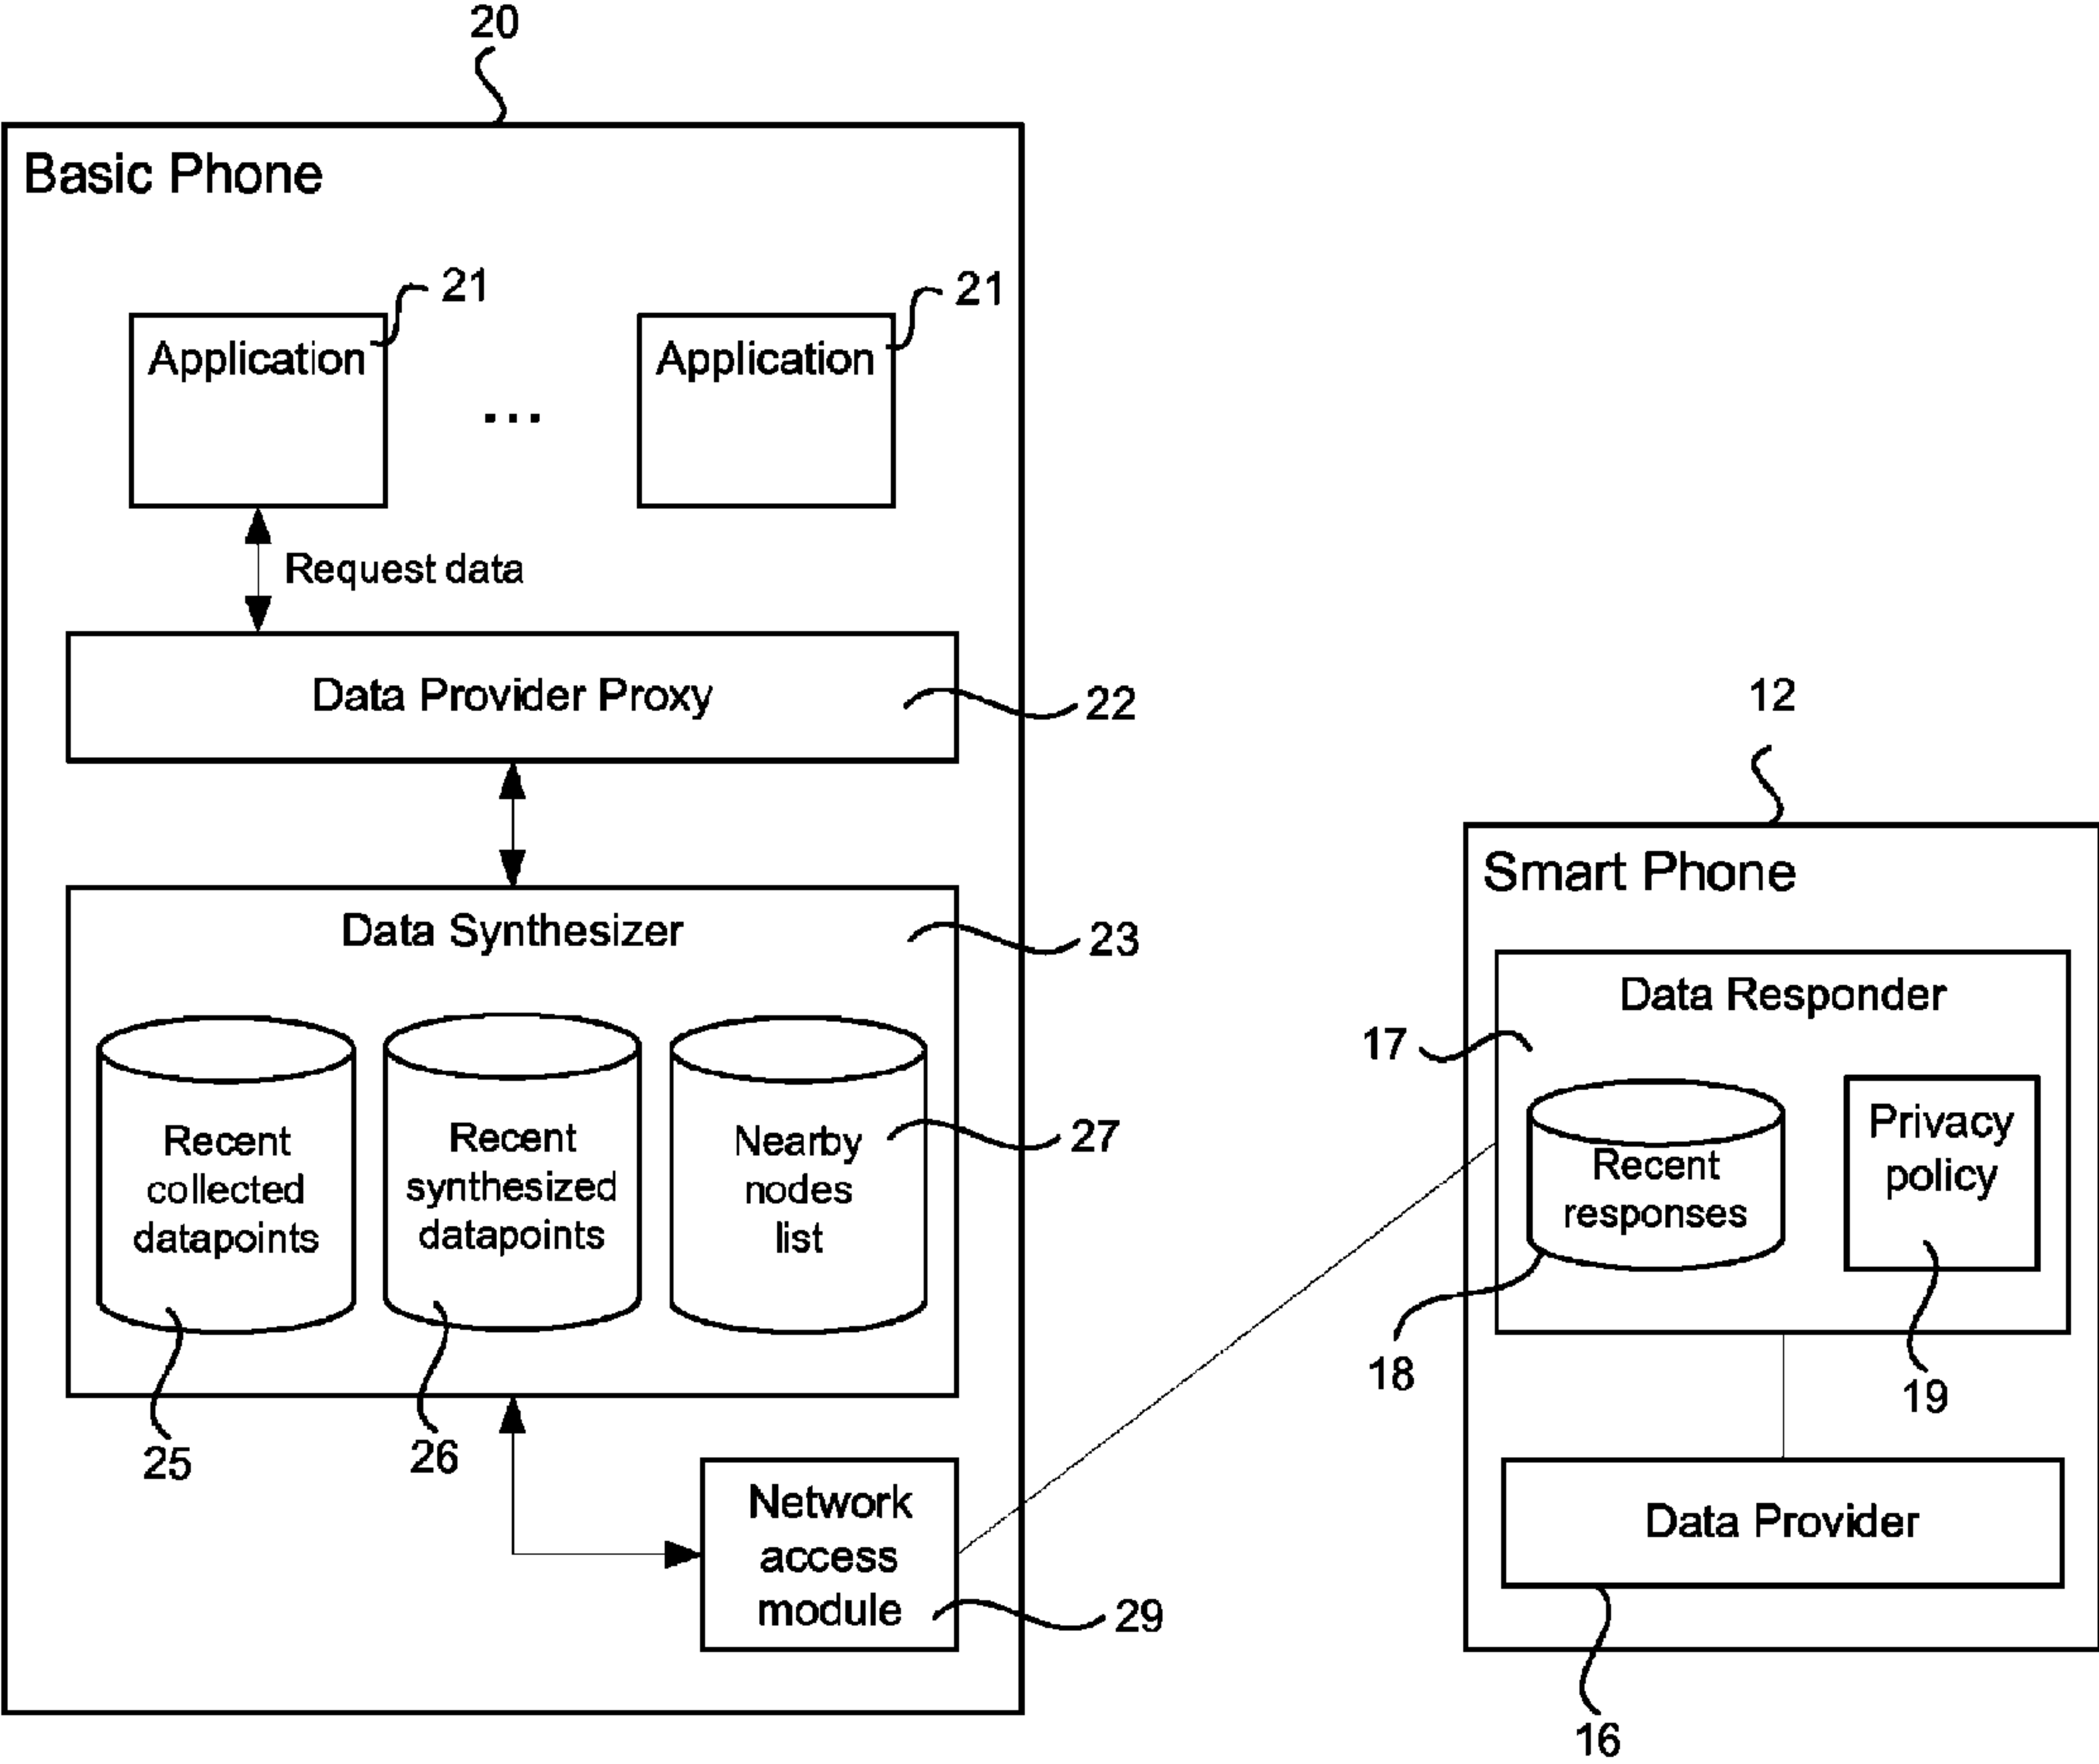 20
Basic Phone
21
21
Application
Application
...
Request data
Data Provider Proxy
22
Data Synthesizer
23
Recent
collected
datapoints
Recent
synthesized
datapoints
Nearby
nodes
list
27
25
26
Network
access
module
29
12
Smart Phone
Data Responder
17
Recent
responses
Privacy
policy
18
19
Data Provider
16